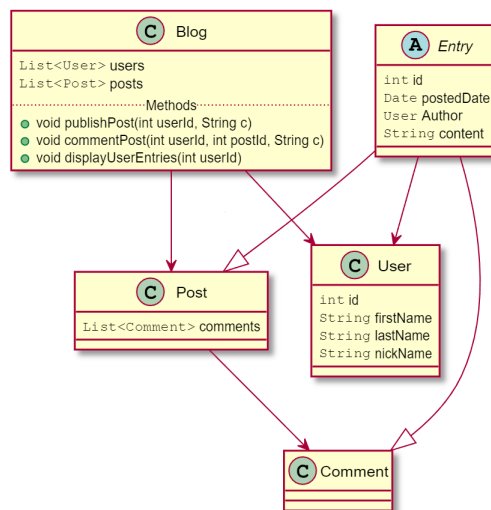 C Blog
List<User> users
List<Post> posts
Methods
void publishPost(int userId, String c)
void commentPost(int userId, int postId, String c)
void displayUserEntries(int userId)
A Entry
int id
Date postedDate
User Author
String content
C Post
List<Comment> comments
C User
int id
String firstName
String lastName
String nickName
C Comment